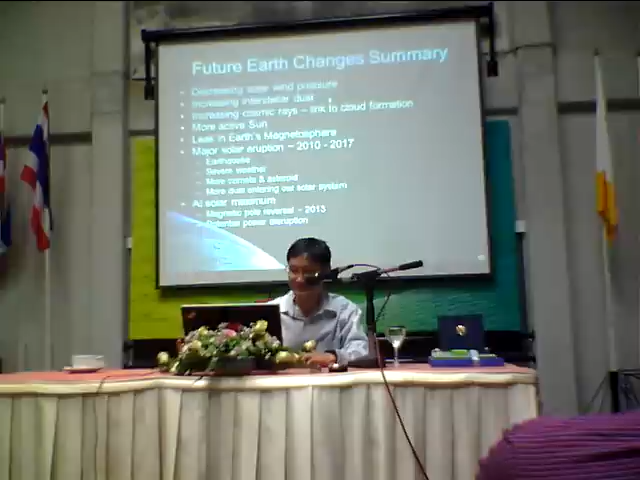 Future Earth Changes Summary
• Decreasing solar wind pressure
• Increasing interstellar dust
• Increasing cosmic rays – link to cloud formation
• More active Sun
• Leak in Earth's Magnetosphere
• Major solar eruption ~ 2010 - 2017
– Earthquake
– Severe weather
– More comets & asteroid
– More dust entering our solar system
• At solar maximum
– Magnetic pole reversal ~ 2013
– Potential power disruption